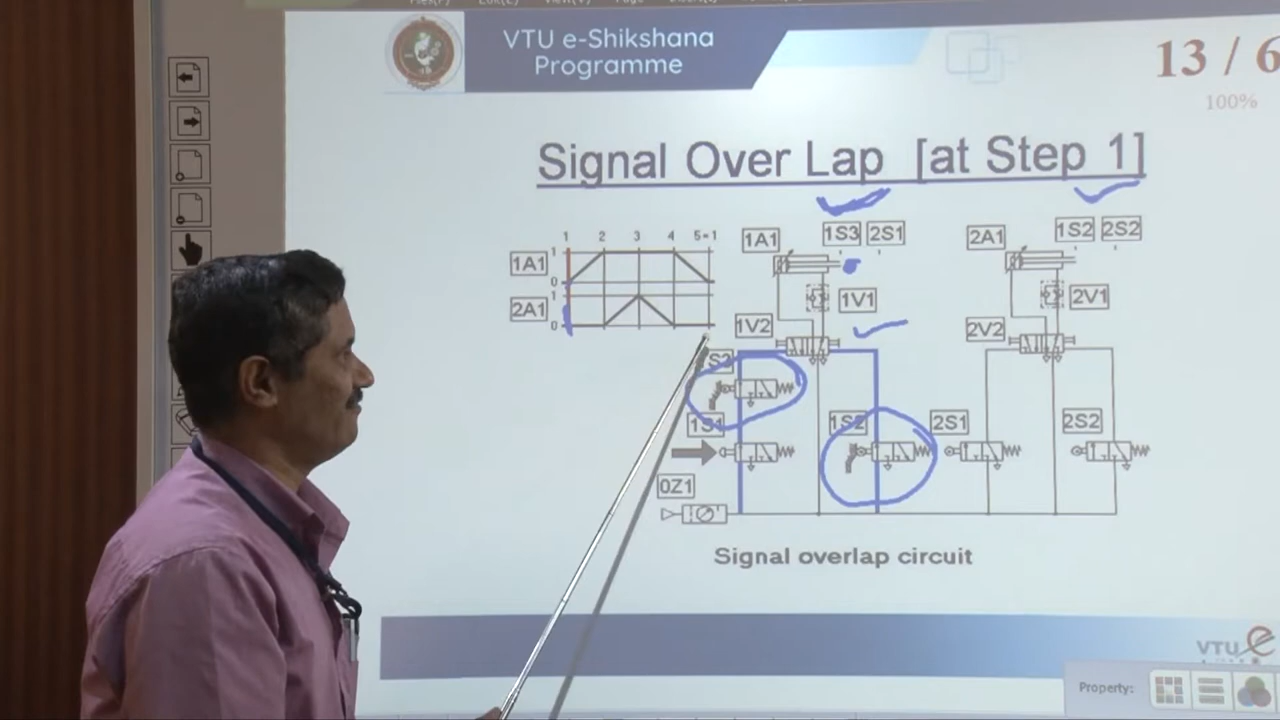 VTU e-Shikshana
Programme
13 / 6
100%
Signal Over Lap [at Step 1]
1 2 3 4 5=1
1A1 1 0
2A1 1 0
1A1 1S3 2S1
2A1 1S2 2S2
1V1
2V1
1V2
2V2
1S1
1S2
2S1
2S2
0Z1
Signal overlap circuit
VTU e
Property: